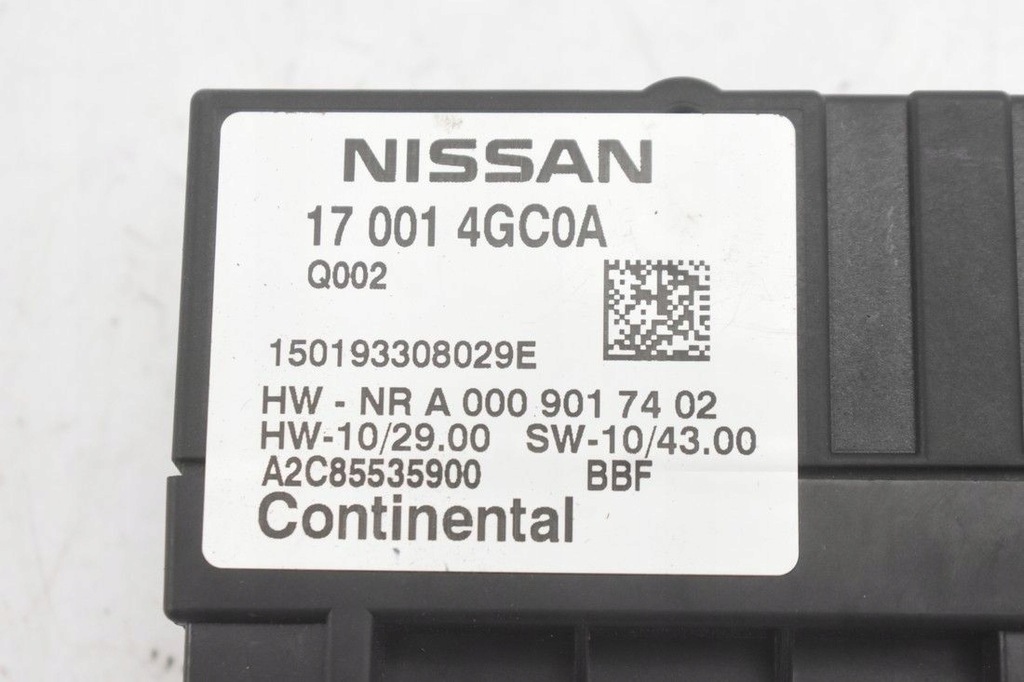 NISSAN
17 001 4GC0A
Q002
150193308029E
HW - NR A 000 901 74 02
HW-10/29.00 SW-10/43.00
A2C85535900 BBF
Continental